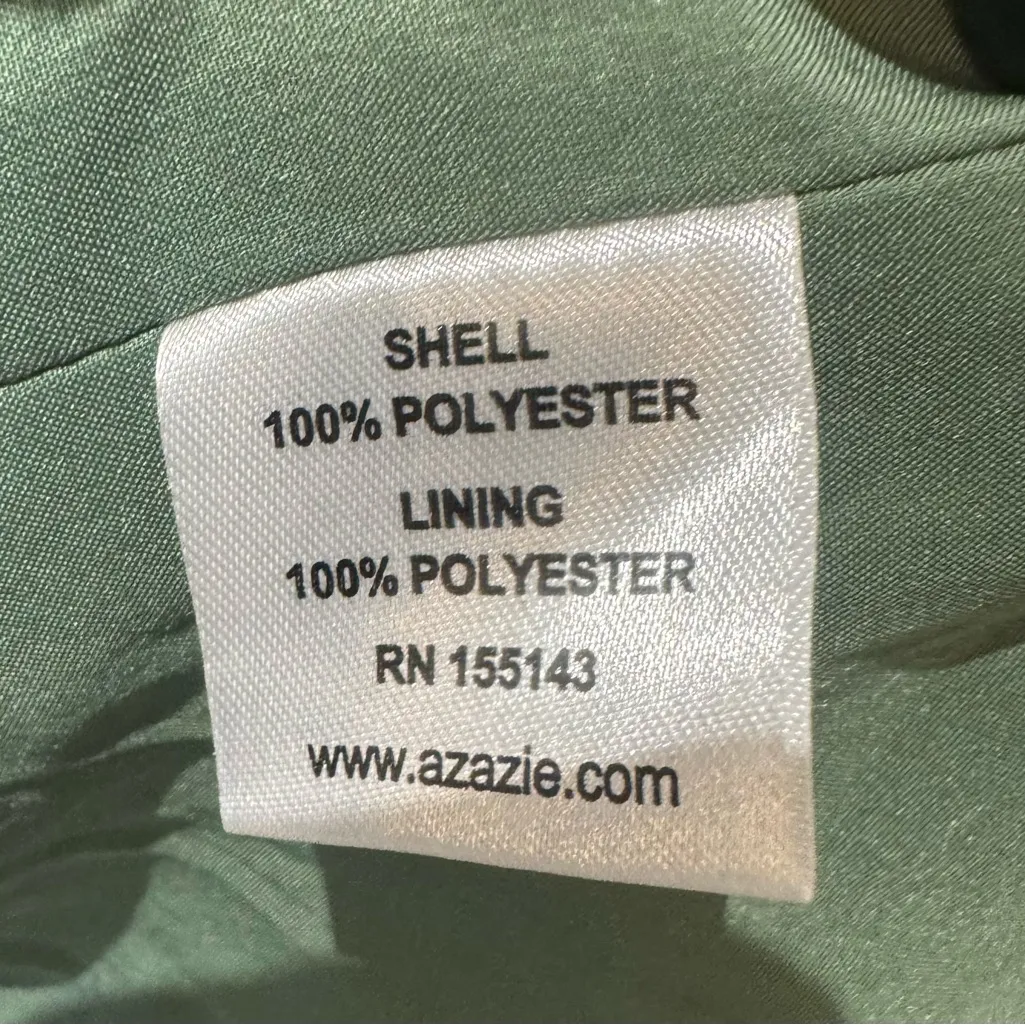 SHELL
100% POLYESTER
LINING
100% POLYESTER
RN 155143
www.azazie.com